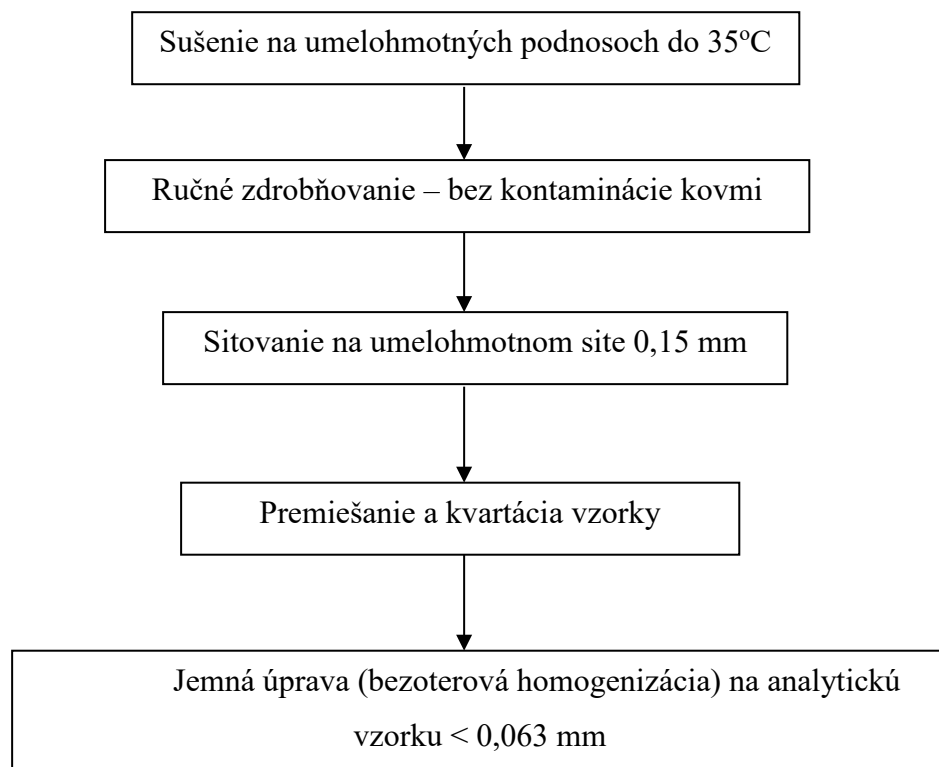 Sušenie na umelohmotných podnosoch do 35ºC
Ručné zdrobňovanie – bez kontaminácie kovmi
Sitovanie na umelohmotnom site 0,15 mm
Premiešanie a kvartácia vzorky
Jemná úprava (bezoterová homogenizácia) na analytickú
vzorku < 0,063 mm